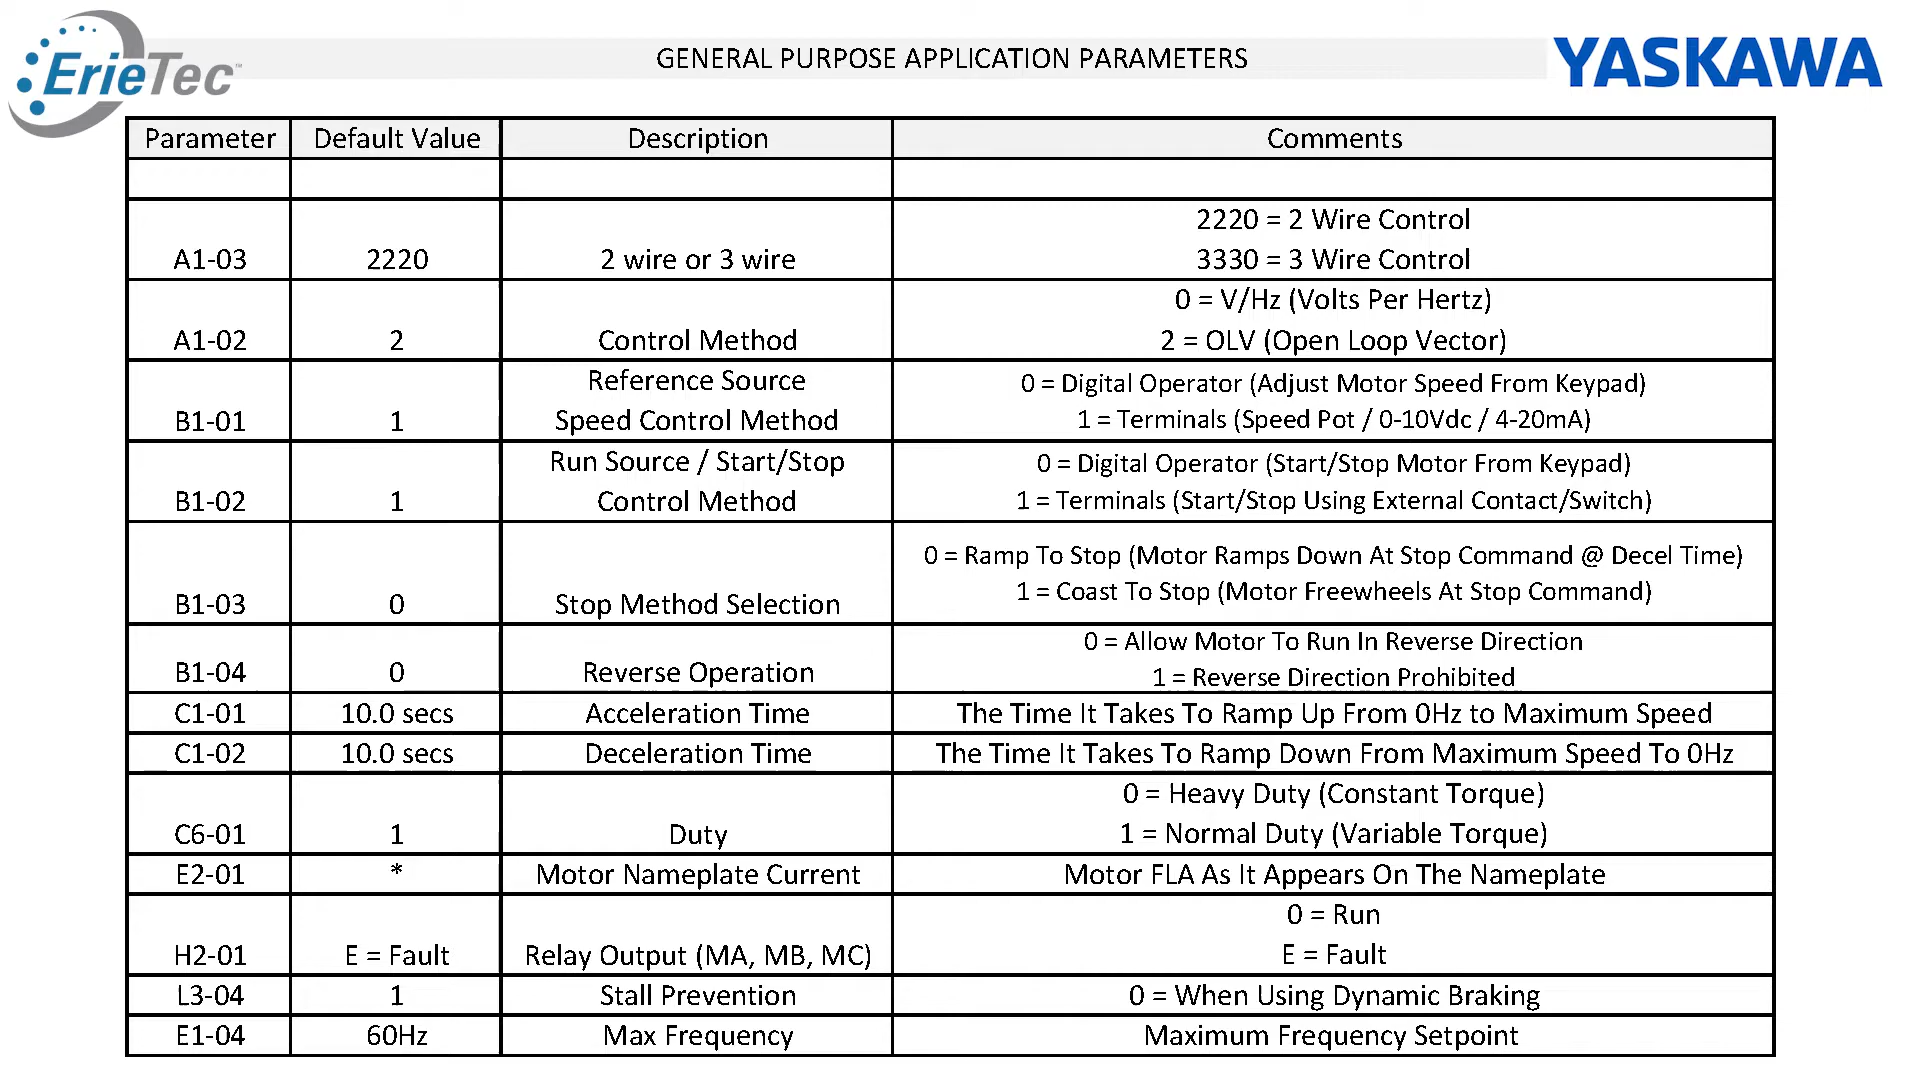 ErieTec™
GENERAL PURPOSE APPLICATION PARAMETERS
YASKAWA
Parameter Default Value Description Comments
2220 = 2 Wire Control
A1-03 2220 2 wire or 3 wire 3330 = 3 Wire Control
0 = V/Hz (Volts Per Hertz)
A1-02 2 Control Method 2 = OLV (Open Loop Vector)
Reference Source 0 = Digital Operator (Adjust Motor Speed From Keypad)
B1-01 1 Speed Control Method 1 = Terminals (Speed Pot / 0-10Vdc / 4-20mA)
Run Source / Start/Stop 0 = Digital Operator (Start/Stop Motor From Keypad)
B1-02 1 Control Method 1 = Terminals (Start/Stop Using External Contact/Switch)
0 = Ramp To Stop (Motor Ramps Down At Stop Command @ Decel Time)
B1-03 0 Stop Method Selection 1 = Coast To Stop (Motor Freewheels At Stop Command)
0 = Allow Motor To Run In Reverse Direction
B1-04 0 Reverse Operation 1 = Reverse Direction Prohibited
C1-01 10.0 secs Acceleration Time The Time It Takes To Ramp Up From 0Hz to Maximum Speed
C1-02 10.0 secs Deceleration Time The Time It Takes To Ramp Down From Maximum Speed To 0Hz
0 = Heavy Duty (Constant Torque)
C6-01 1 Duty 1 = Normal Duty (Variable Torque)
E2-01 * Motor Nameplate Current Motor FLA As It Appears On The Nameplate
0 = Run
H2-01 E = Fault Relay Output (MA, MB, MC) E = Fault
L3-04 1 Stall Prevention 0 = When Using Dynamic Braking
E1-04 60Hz Max Frequency Maximum Frequency Setpoint